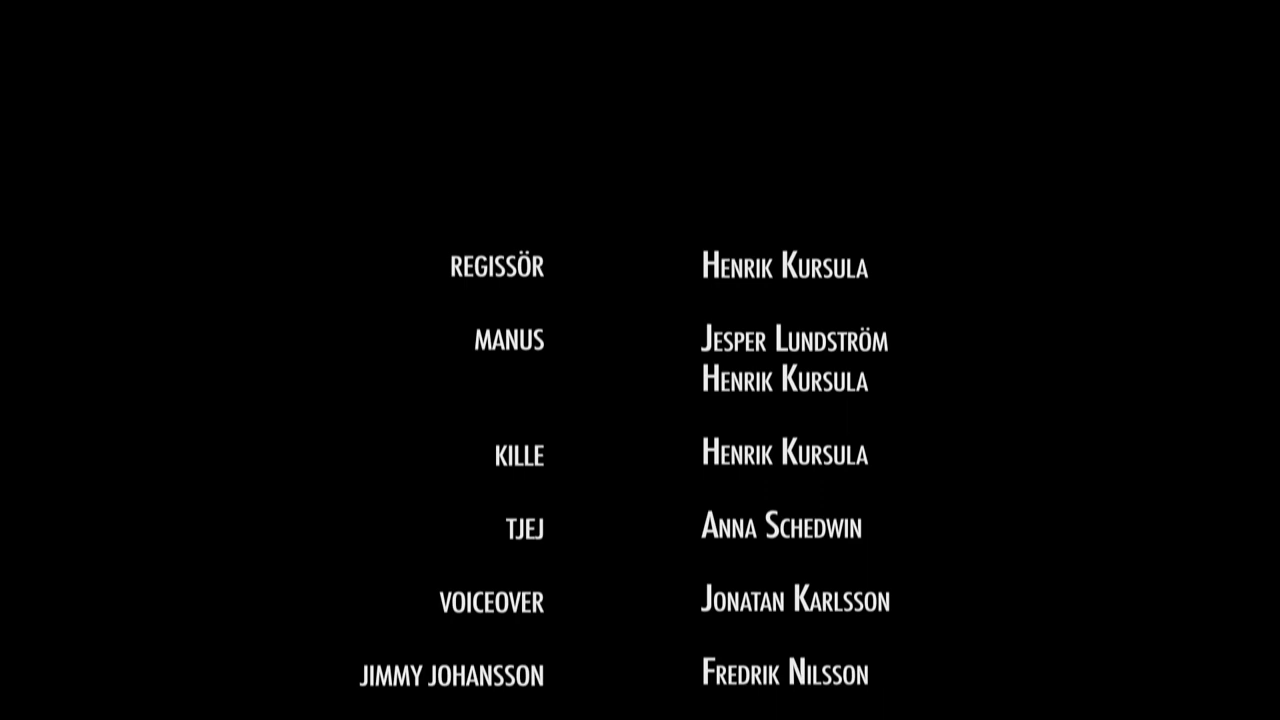 REGISSÖR Henrik Kursula
MANUS Jesper Lundström
Henrik Kursula
KILLE Henrik Kursula
TJEJ Anna Schedwin
VOICEOVER Jonatan Karlsson
JIMMY JOHANSSON Fredrik Nilsson